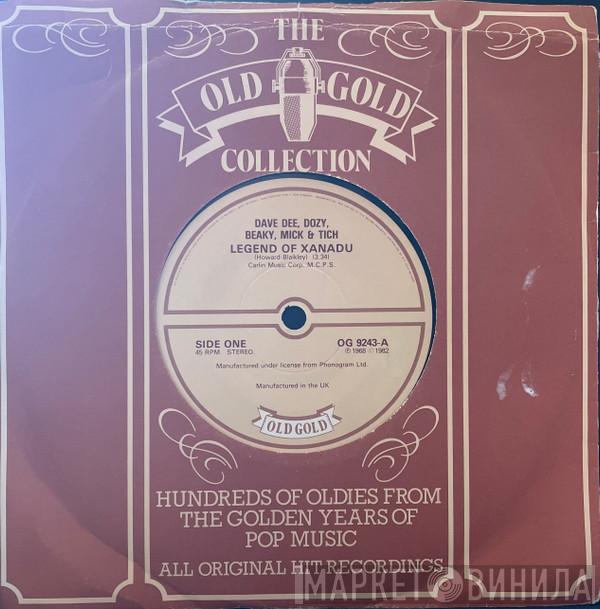 THE
OLD GOLD
COLLECTION
DAVE DEE, DOZY,
BEAKY, MICK & TICH
LEGEND OF XANADU
(Howard Blaikley) (3.34)
Carlin Music Corp. M.C.P.S.
SIDE ONE
45 RPM STEREO
OG 9243-A
℗ 1968 © 1982
Manufactured under license from Phonogram Ltd.
Manufactured in the UK
OLD GOLD
HUNDREDS OF OLDIES FROM
THE GOLDEN YEARS OF
POP MUSIC
ALL ORIGINAL HIT RECORDINGS
МАРКЕТ ВИНИЛА